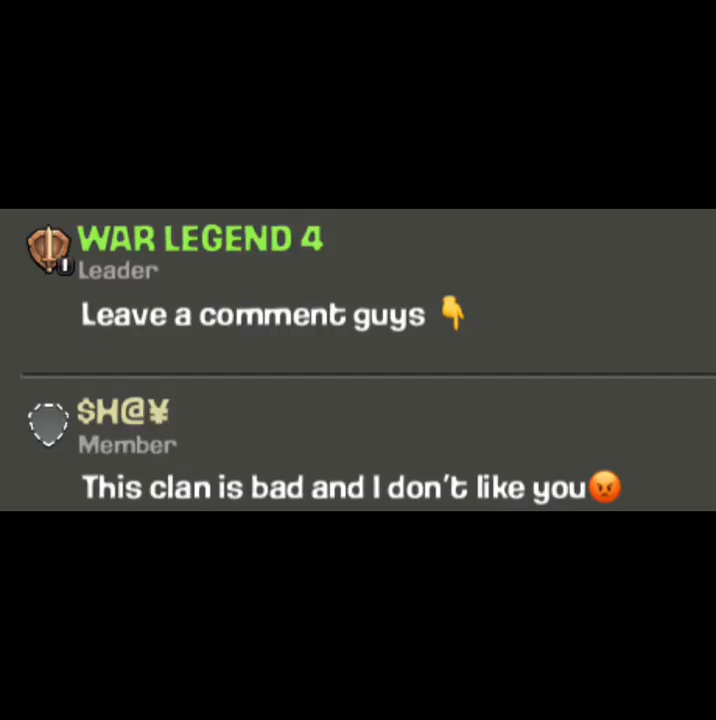 WAR LEGEND 4
Leader
Leave a comment guys 👇
$H@¥
Member
This clan is bad and I don't like you😡